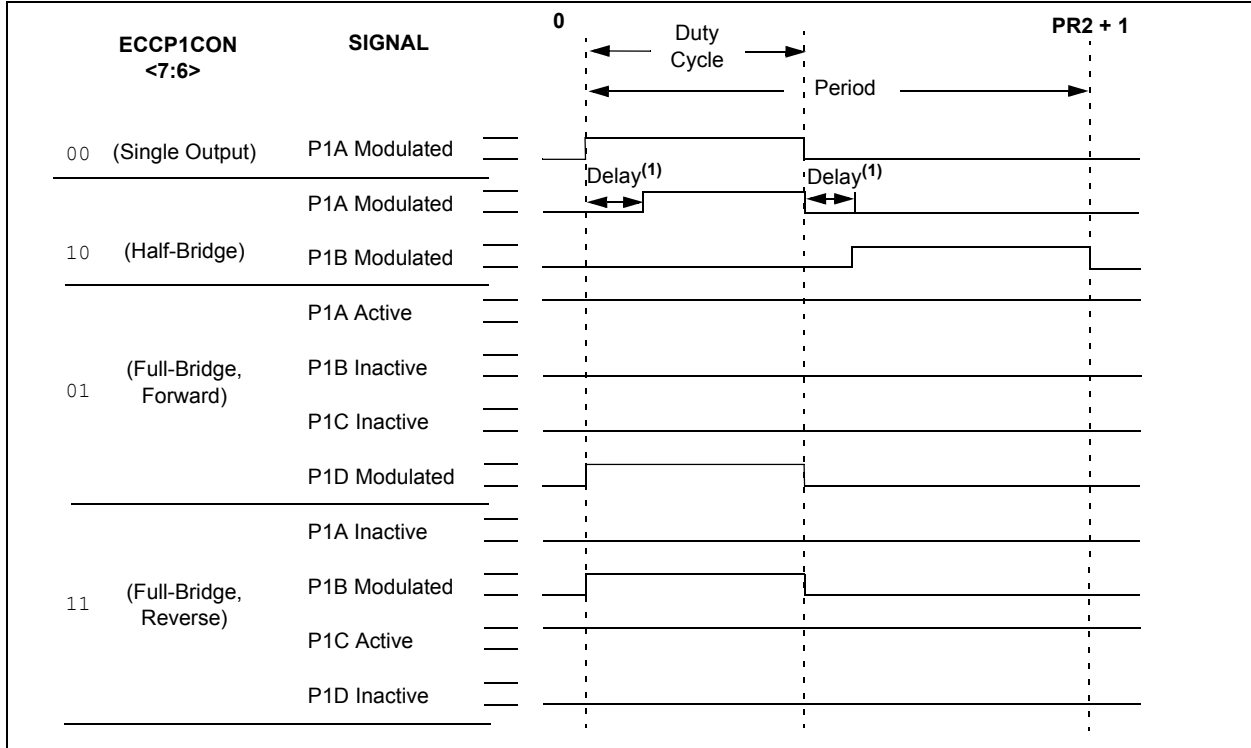 ECCP1CON
<7:6>
SIGNAL
0
PR2 + 1
Duty
Cycle
Period
00 (Single Output) P1A Modulated
Delay(1)
Delay(1)
P1A Modulated
10 (Half-Bridge) P1B Modulated
P1A Active
01
(Full-Bridge,
Forward)
P1B Inactive
P1C Inactive
P1D Modulated
P1A Inactive
11
(Full-Bridge,
Reverse)
P1B Modulated
P1C Active
P1D Inactive